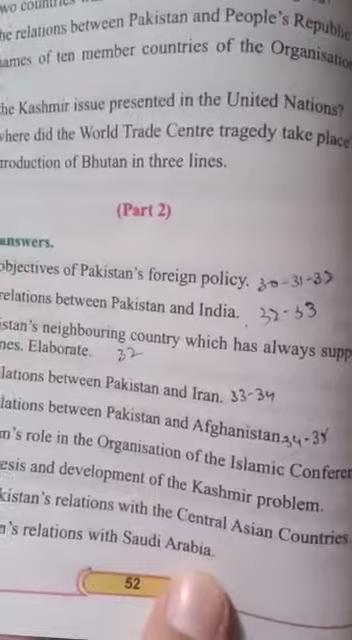 he relations between Pakistan and People's Republic
ames of ten member countries of the Organisation
he Kashmir issue presented in the United Nations?
where did the World Trade Centre tragedy take place
troduction of Bhutan in three lines.
(Part 2)
answers.
objectives of Pakistan's foreign policy. 30-31-32
relations between Pakistan and India. 32-33
istan's neighbouring country which has always supp
nes. Elaborate. 32
lations between Pakistan and Iran. 33-34
lations between Pakistan and Afghanistan. 34-35
n's role in the Organisation of the Islamic Conferen
esis and development of the Kashmir problem.
kistan's relations with the Central Asian Countries
n's relations with Saudi Arabia.
52